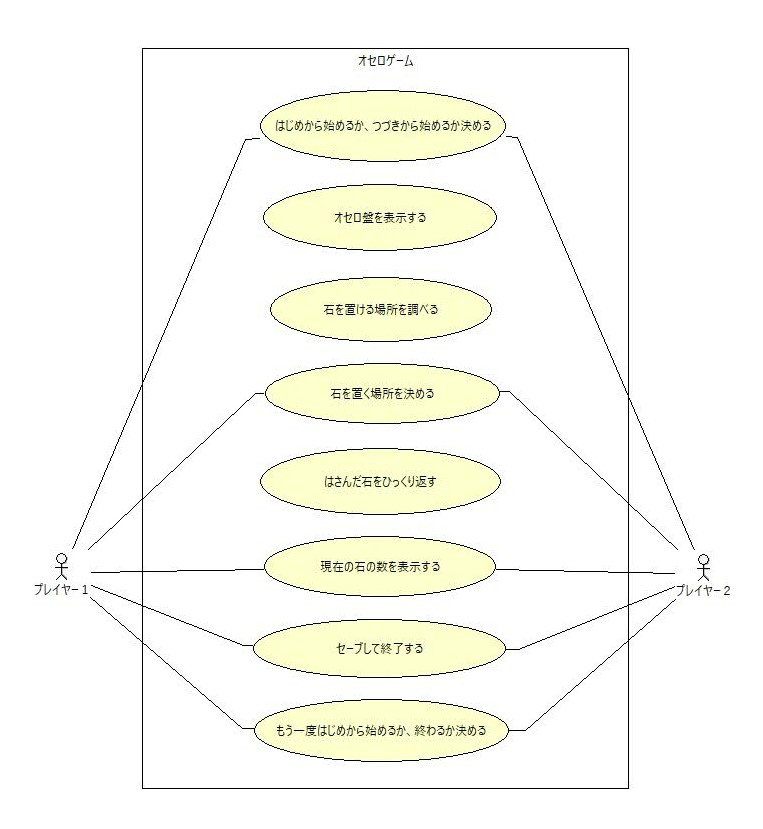 オセロゲーム
はじめから始めるか、つづきから始めるか決める
オセロ盤を表示する
石を置ける場所を調べる
石を置く場所を決める
はさんだ石をひっくり返す
現在の石の数を表示する
プレイヤー1
プレイヤー2
セーブして終了する
もう一度はじめから始めるか、終わるか決める